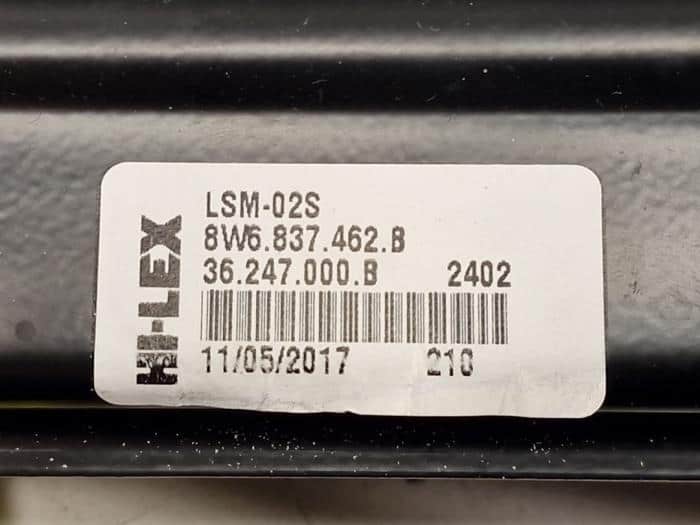 HI-LEX
LSM-02S
8W6.837.462.B
36.247.000.B 2402
11/05/2017 210